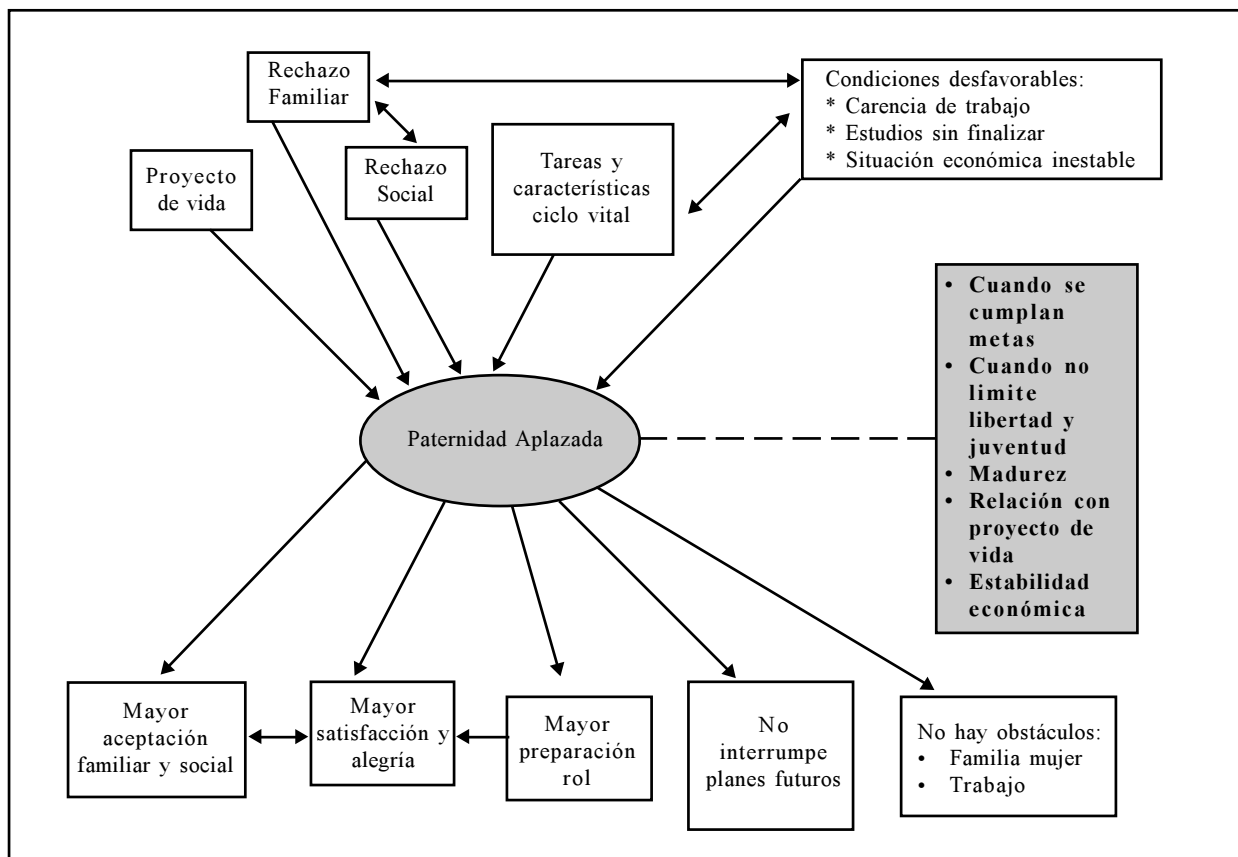 Rechazo
Familiar
Condiciones desfavorables:
* Carencia de trabajo
* Estudios sin finalizar
* Situación económica inestable
Proyecto
de vida
Rechazo
Social
Tareas y
características
ciclo vital
• Cuando se
cumplan
metas
• Cuando no
limite
libertad y
juventud
• Madurez
• Relación con
proyecto de
vida
• Estabilidad
económica
Paternidad Aplazada
Mayor
aceptación
familiar y social
Mayor
satisfacción y
alegría
Mayor
preparación
rol
No
interrumpe
planes futuros
No hay obstáculos:
• Familia mujer
• Trabajo